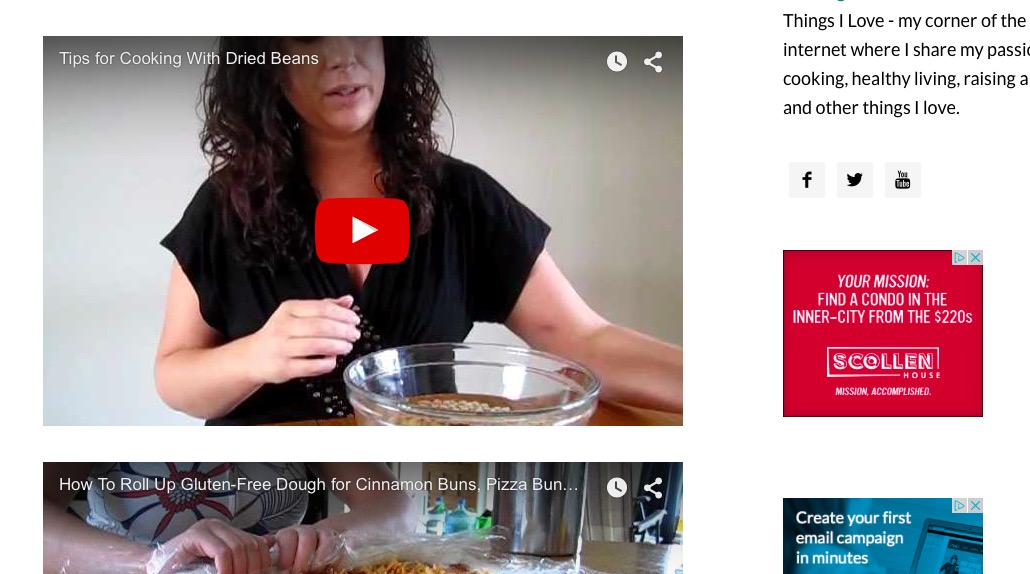 Tips for Cooking With Dried Beans
How To Roll Up Gluten-Free Dough for Cinnamon Buns, Pizza Bun...
Things I Love - my corner of the
internet where I share my
cooking, healthy living, raising a
and other things I love.
You
Tube
YOUR MISSION:
FIND A CONDO IN THE
INNER-CITY FROM THE $220s
SCOLLEN
HOUSE
MISSION, ACCOMPLISHED.
Create your first
email campaign
in minutes